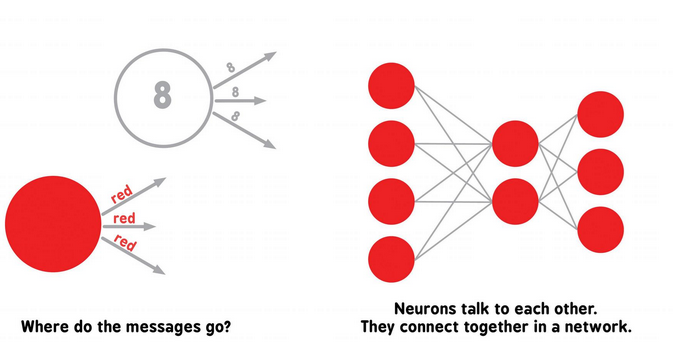 8
8
8
8
red
red
red
Where do the messages go?
Neurons talk to each other.
They connect together in a network.